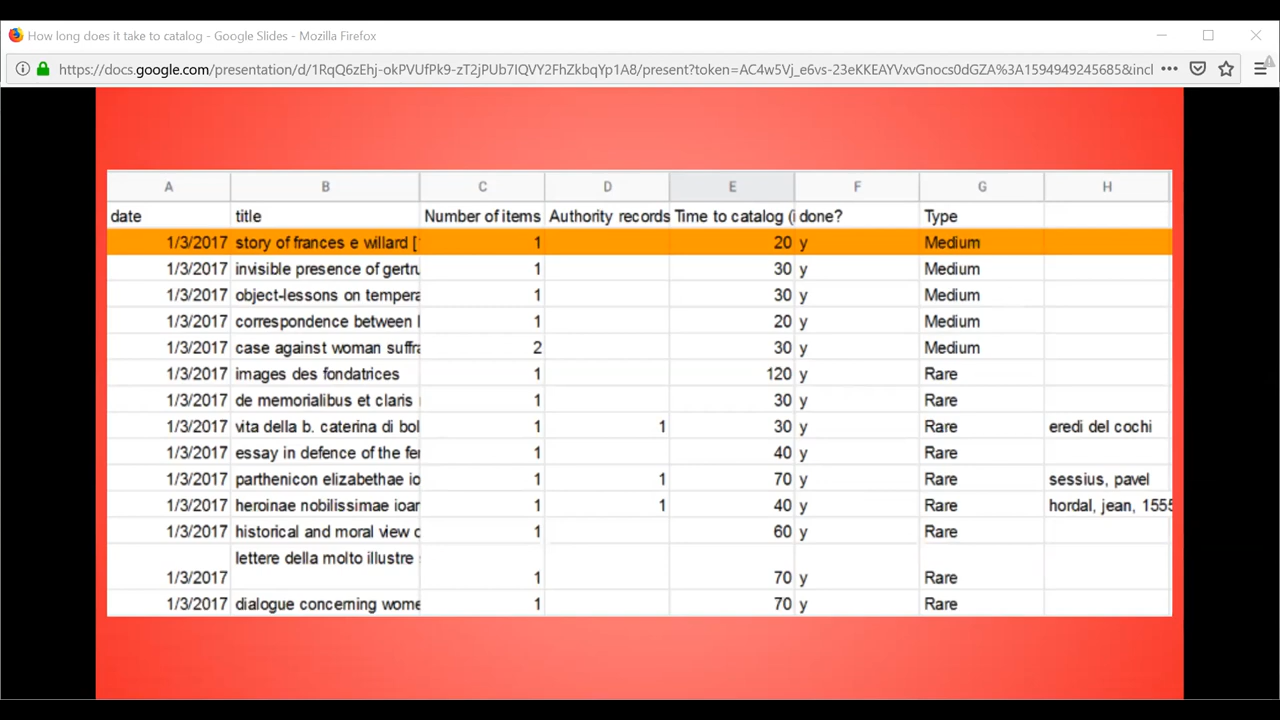 How long does it take to catalog - Google Slides - Mozilla Firefox
https://docs.google.com/presentation/d/1RqQ6zEhj-okPVUfPk9-zT2jPUb7IQVY2FhZkbqYp1A8/present?token=AC4w5Vj_e6vs-23eKKEAYVxvGnocs0dGZA%3A1594949245685&incl
A B C D E F G H
date title Number of items Authority records Time to catalog (i done? Type
1/3/2017 story of frances e willard [ 1 20 y Medium
1/3/2017 invisible presence of gertru 1 30 y Medium
1/3/2017 object-lessons on tempera 1 30 y Medium
1/3/2017 correspondence between 1 20 y Medium
1/3/2017 case against woman suffra 2 30 y Medium
1/3/2017 images des fondatrices 1 120 y Rare
1/3/2017 de memorialibus et claris 1 30 y Rare
1/3/2017 vita della b. caterina di bol 1 1 30 y Rare eredi del cochi
1/3/2017 essay in defence of the fe 1 40 y Rare
1/3/2017 parthenicon elizabethae io 1 1 70 y Rare sessius, pavel
1/3/2017 heroinae nobilissimae ioar 1 1 40 y Rare hordal, jean, 1555
1/3/2017 historical and moral view o 1 60 y Rare
lettere della molto illustre
1/3/2017 1 70 y Rare
1/3/2017 dialogue concerning wome 1 70 y Rare